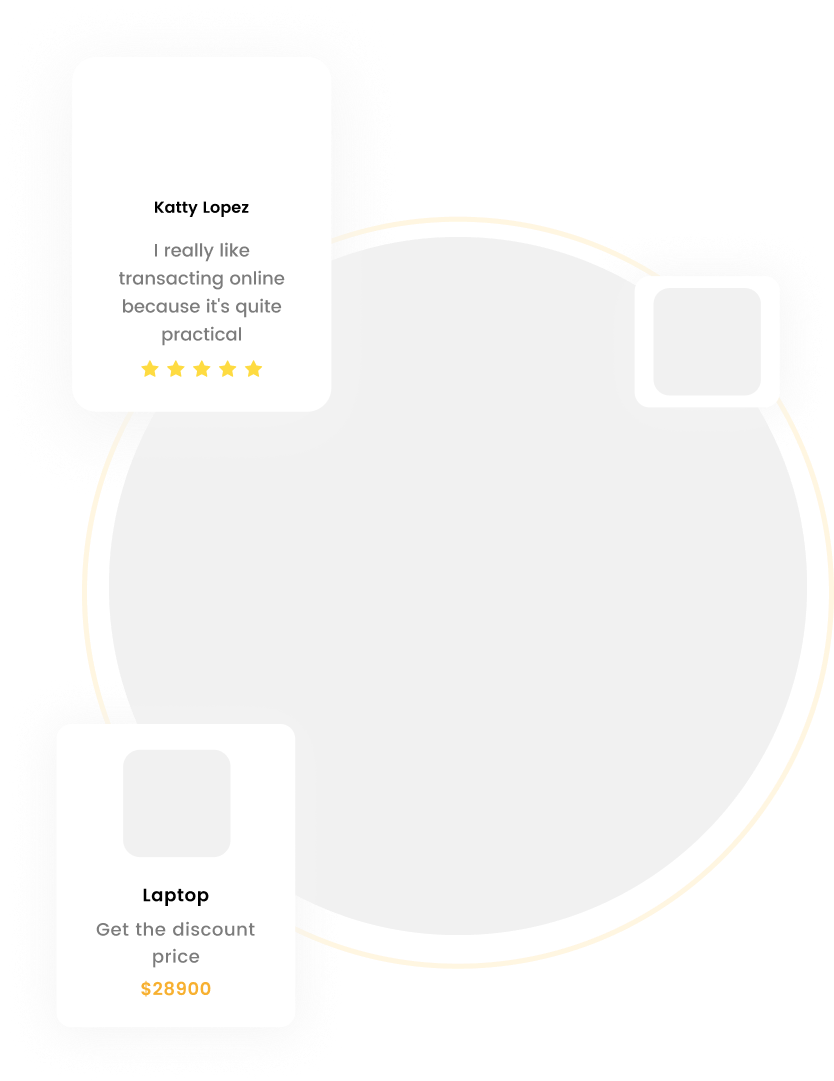 Katty Lopez
I really like
transacting online
because it's quite
practical
Laptop
Get the discount
price
$28900